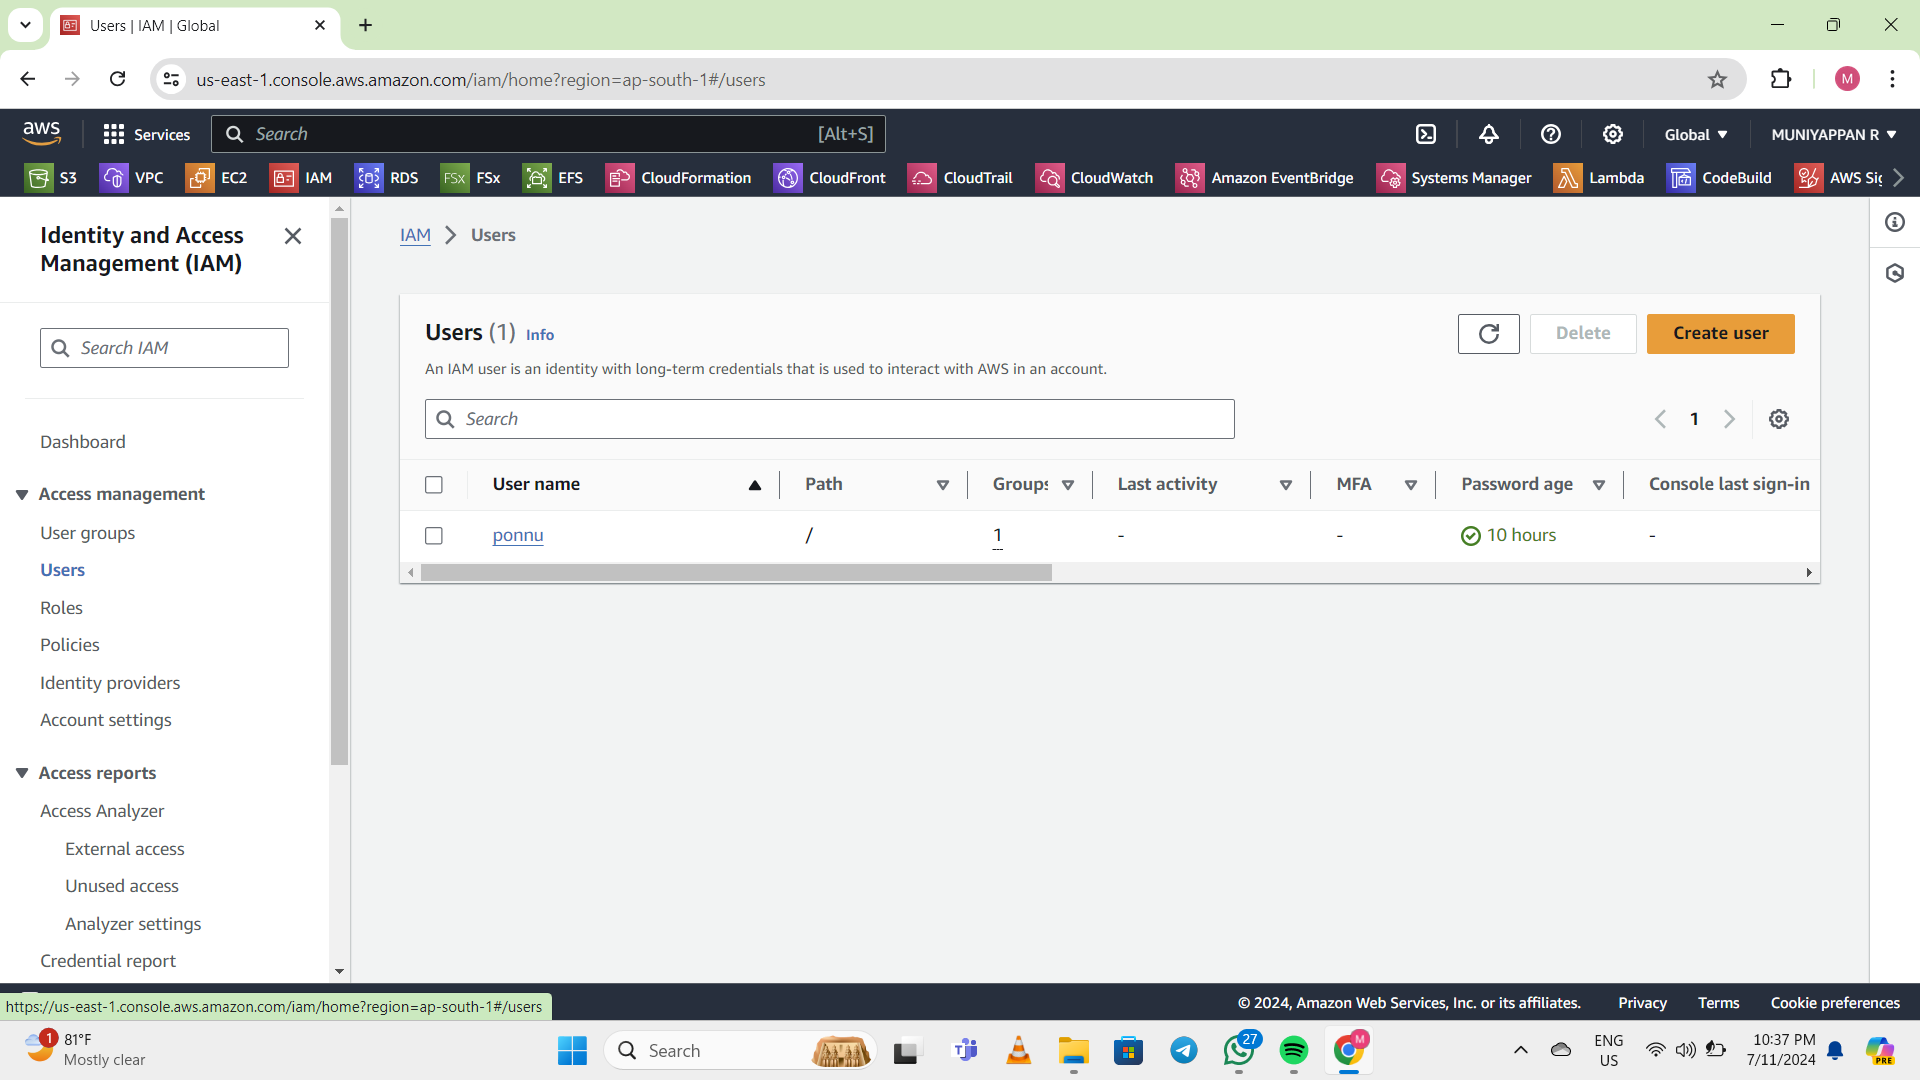 Users | IAM | Global
us-east-1.console.aws.amazon.com/iam/home?region=ap-south-1#/users
M
aws
Services
Search
[Alt+S]
Global
MUNIYAPPAN R
S3
VPC
EC2
IAM
RDS
FSx
FSx
EFS
CloudFormation
CloudFront
CloudTrail
CloudWatch
Amazon EventBridge
Systems Manager
Lambda
CodeBuild
AWS Sig
Identity and Access
Management (IAM)
Search IAM
Dashboard
Access management
User groups
Users
Roles
Policies
Identity providers
Account settings
Access reports
Access Analyzer
External access
Unused access
Analyzer settings
Credential report
IAM
Users
Users (1) Info
Delete
Create user
An IAM user is an identity with long-term credentials that is used to interact with AWS in an account.
Search
1
User name
Path
Groups
Last activity
MFA
Password age
Console last sign-in
ponnu
/
1
-
-
10 hours
-
https://us-east-1.console.aws.amazon.com/iam/home?region=ap-south-1#/users
© 2024, Amazon Web Services, Inc. or its affiliates.
Privacy
Terms
Cookie preferences
1
81°F
Mostly clear
Search
27
M
ENG
US
10:37 PM
7/11/2024
PRE